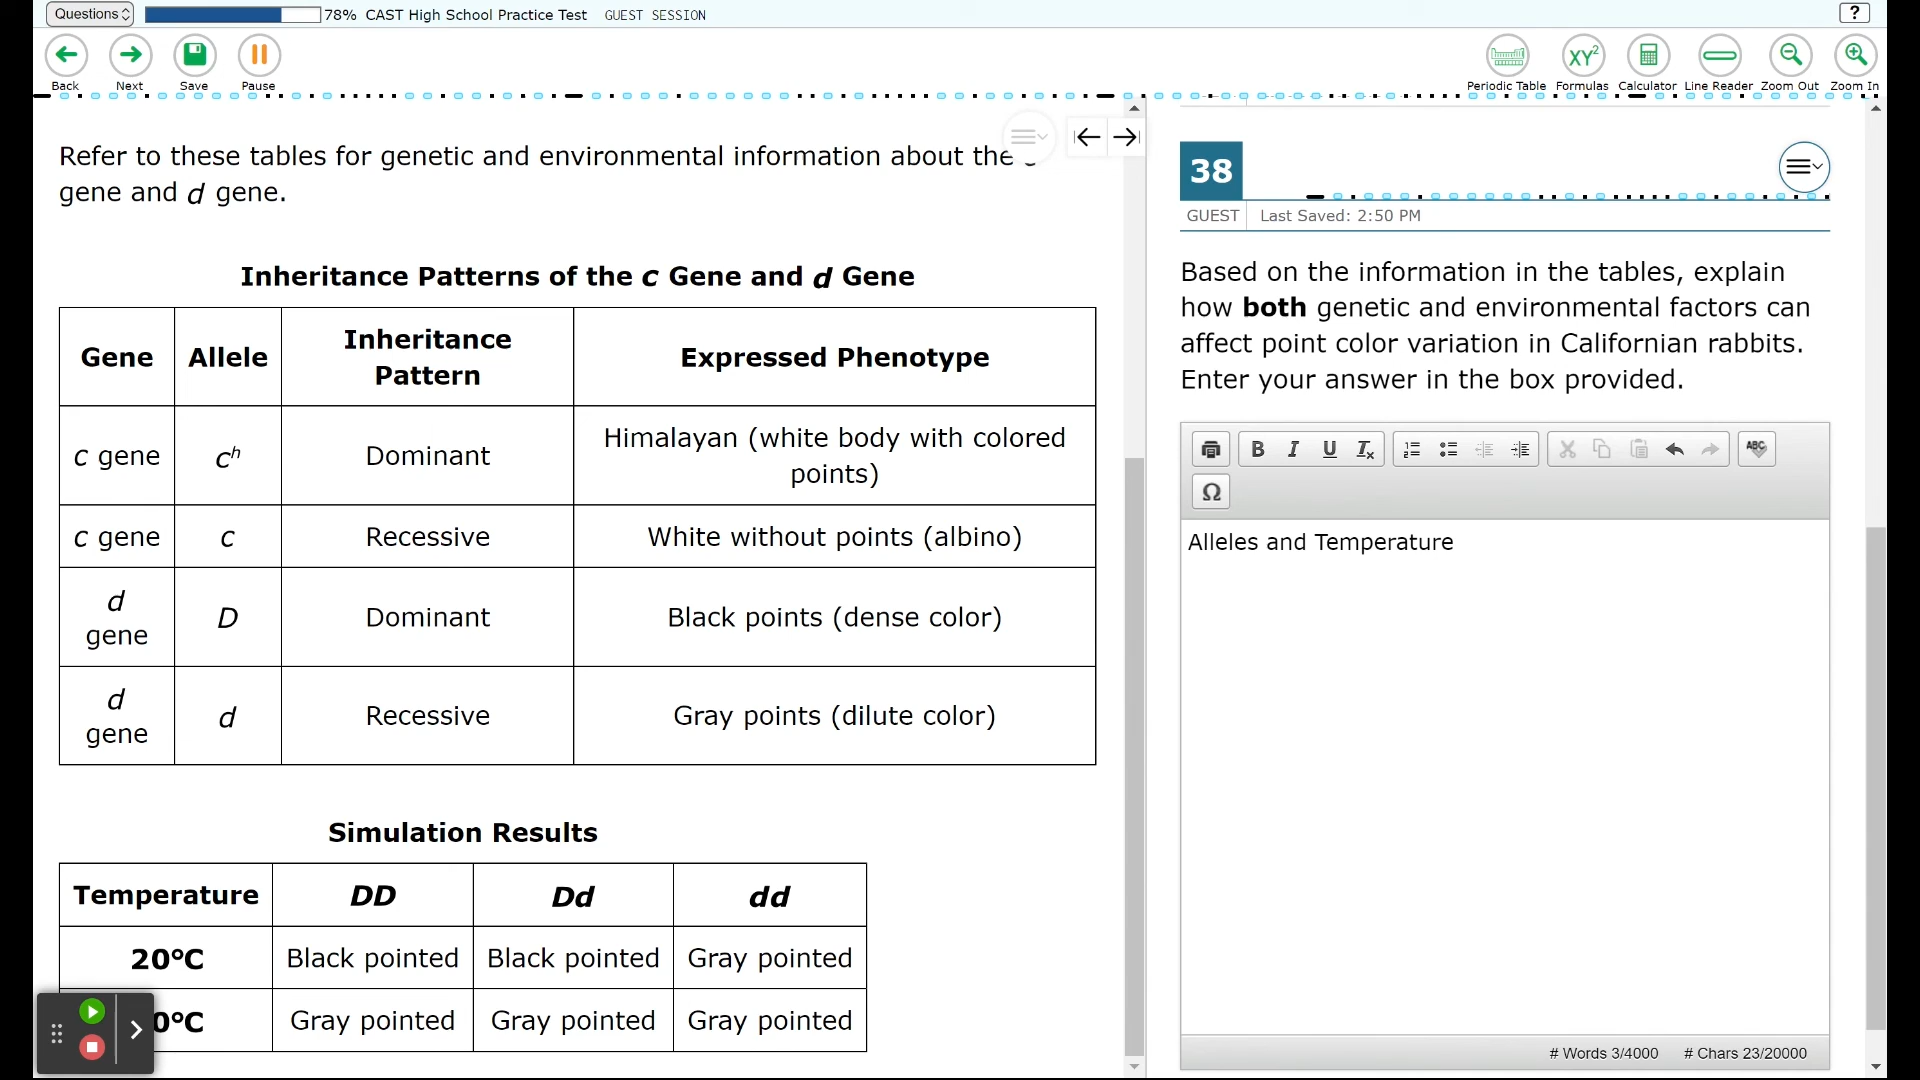 Questions 78% CAST High School Practice Test GUEST SESSION ?
Back Next Save Pause Periodic Table Formulas Calculator Line Reader Zoom Out Zoom In
XY²
Refer to these tables for genetic and environmental information about the
gene and d gene.
Inheritance Patterns of the c Gene and d Gene
Gene Allele Inheritance Pattern Expressed Phenotype
c gene cʰ Dominant Himalayan (white body with colored points)
c gene c Recessive White without points (albino)
d gene D Dominant Black points (dense color)
d gene d Recessive Gray points (dilute color)
Simulation Results
Temperature DD Dd dd
20°C Black pointed Black pointed Gray pointed
0°C Gray pointed Gray pointed Gray pointed
38
GUEST Last Saved: 2:50 PM
Based on the information in the tables, explain
how both genetic and environmental factors can
affect point color variation in Californian rabbits.
Enter your answer in the box provided.
B I U Tx ABC
Ω
Alleles and Temperature
# Words 3/4000 # Chars 23/20000